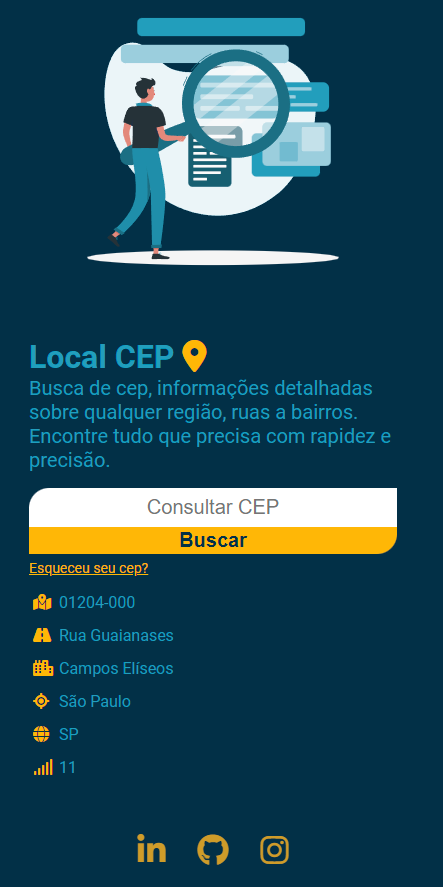 Local CEP
Busca de cep, informações detalhadas
sobre qualquer região, ruas a bairros.
Encontre tudo que precisa com rapidez e
precisão.
Consultar CEP
Buscar
Esqueceu seu cep?
01204-000
Rua Guaianases
Campos Elíseos
São Paulo
SP
11